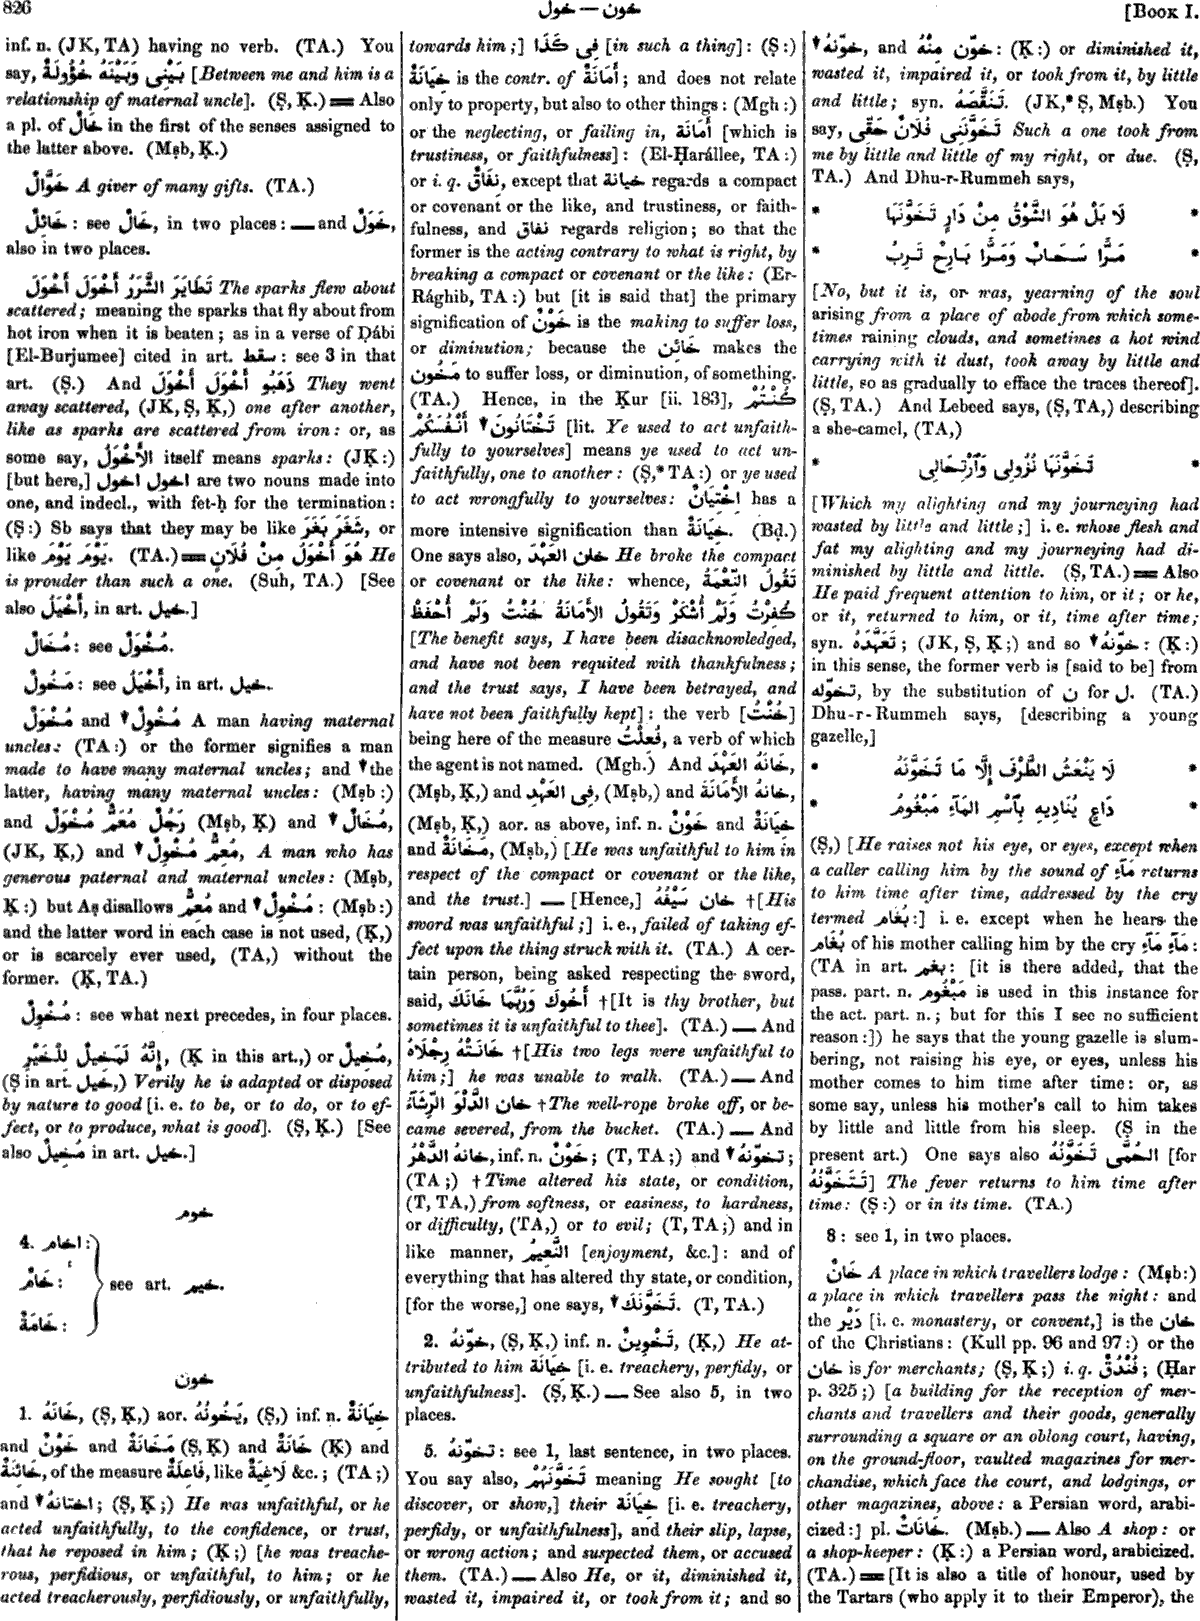 826
خون — خول
[BOOK I.
inf. n. (JK, TA) having no verb. (TA.) You
say, بَيْنِى وَبَيْنَهُ خُؤُولَةٌ [Between me and him is a
relationship of maternal uncle]. (Ṣ, Ḳ.) == Also
a pl. of خَالٌ in the first of the senses assigned to
the latter above. (Mṣb, Ḳ.)
خَوَّالٌ A giver of many gifts. (TA.)
خَائِلٌ : see خَالٌ, in two places : — and خَوَلٌ,
also in two places.
تَطَايَرَ الشَّرَرُ أَخْوَلَ أَخْوَلَ The sparks flew about
scattered; meaning the sparks that fly about from
hot iron when it is beaten ; as in a verse of Ḍábi
[El-Burjumee] cited in art. سقط : see 3 in that
art. (Ṣ.) And ذَهَبُو أَخْوَلَ أَخْوَلَ They went
away scattered, (JK, Ṣ, Ḳ,) one after another,
like as sparks are scattered from iron : or, as
some say, الأَخْوَلُ itself means sparks : (JK :)
[but here,] اخول اخول are two nouns made into
one, and indecl., with fet-ḥ for the termination :
(Ṣ :) Sb says that they may be like شَغَرَ بَغَرَ, or
like يَوْمَ يَوْمَ. (TA.) == هُوَ أَخْوَلُ مِنْ فُلَانٍ He
is prouder than such a one. (Suh, TA.) [See
also أَخْيَلُ, in art. خيل.]
مُخَالٌ : see مُخْوَلٌ.
مَخُولٌ : see أَخْيَلُ, in art. خيل.
مُخْوَلٌ and ▾ مُخْوِلٌ A man having maternal
uncles : (TA :) or the former signifies a man
made to have many maternal uncles; and ▾ the
latter, having many maternal uncles : (Mṣb :)
and رَجُلٌ مُعَمٌّ مُخْوَلٌ (Mṣb, Ḳ) and ▾ مُخَالٌ,
(JK, Ḳ,) and ▾ مُعِمٌّ مُخْوِلٌ, A man who has
generous paternal and maternal uncles : (Mṣb,
Ḳ :) but Aṣ disallows مُعِمٌّ and ▾ مُخْوِلٌ : (Mṣb :)
and the latter word in each case is not used, (Ḳ,)
or is scarcely ever used, (TA,) without the
former. (Ḳ, TA.)
مُخْوِلٌ : see what next precedes, in four places.
إِنَّهُ لَمَخِيلٌ لِلْخَيْرِ, (Ḳ in this art.,) or مُخِيلٌ,
(Ṣ in art. خيل,) Verily he is adapted or disposed
by nature to good [i. e. to be, or to do, or to ef-
fect, or to produce, what is good]. (Ṣ, Ḳ.) [See
also مُخِيلٌ in art. خيل.]
خوم
4. اخام :
خَامٌ : see art. خيم.
خَامَةٌ :
خون
1. خَانَهُ, (Ṣ, Ḳ,) aor. يَخُونُهُ, (Ṣ,) inf. n. خِيَانَةٌ
and خَوْنٌ and مَخَانَةٌ (Ṣ, Ḳ) and خَانَةٌ (Ḳ) and
خَائِنَةٌ, of the measure فَاعِلَةٌ, like لَاغِيَةٌ &c. ; (TA ;)
and ▾ اختانهُ ; (Ṣ, Ḳ ;) He was unfaithful, or he
acted unfaithfully, to the confidence, or trust,
that he reposed in him ; (Ḳ ;) [he was treache-
rous, perfidious, or unfaithful, to him ; or he
acted treacherously, perfidiously, or unfaithfully,
towards him ;] فِى كَذَا [in such a thing] : (Ṣ :)
خِيَانَةٌ is the contr. of أَمَانَةٌ ; and does not relate
only to property, but also to other things : (Mgh :)
or the neglecting, or failing in, أَمَانَة [which is
trustiness, or faithfulness] : (El-Ḥarállee, TA :)
or i. q. نِفَاقٌ, except that خيانة regards a compact
or covenant or the like, and trustiness, or faith-
fulness, and نفاق regards religion ; so that the
former is the acting contrary to what is right, by
breaking a compact or covenant or the like : (Er-
Rághib, TA :) but [it is said that] the primary
signification of خَوْنٌ is the making to suffer loss,
or diminution; because the خَائِن makes the
مَخُون to suffer loss, or diminution, of something.
(TA.) Hence, in the Ḳur [ii. 183], كُنْتُمْ
تَخْتَانُونَ ▾ أَنْفُسَكُمْ [lit. Ye used to act unfaith-
fully to yourselves] means ye used to act un-
faithfully, one to another : (Ṣ,* TA :) or ye used
to act wrongfully to yourselves : اِخْتِيَانٌ has a
more intensive signification than خِيَانَةٌ. (Bḍ.)
One says also, خان العَهْدَ He broke the compact
or covenant or the like : whence, تَقُولُ النِّعْمَةُ
كُفِرْتُ وَلَمْ أُشْكَرْ وَتَقُولُ الأَمَانَةُ خُنْتُ وَلَمْ أُحْفَظْ
[The benefit says, I have been disacknowledged,
and have not been requited with thankfulness ;
and the trust says, I have been betrayed, and
have not been faithfully kept] : the verb [خُنْتُ]
being here of the measure فُعِلْتُ, a verb of which
the agent is not named. (Mgh.) And خَانَهُ العَهْدَ,
(Mṣb, Ḳ,) and فِى العَهْدِ, (Mṣb,) and خانهُ الأَمَانَةَ,
(Mṣb, Ḳ,) aor. as above, inf. n. خَوْنٌ and خِيَانَةٌ
and مَخَانَةٌ, (Mṣb,) [He was unfaithful to him in
respect of the compact or covenant or the like,
and the trust.] — [Hence,] خان سَيْفُهُ †[His
sword was unfaithful ;] i. e., failed of taking ef-
fect upon the thing struck with it. (TA.) A cer-
tain person, being asked respecting the sword,
said, أَخُوكَ وَرُبَّمَا خَانَكَ †[It is thy brother, but
sometimes it is unfaithful to thee]. (TA.) — And
خَانَتْهُ رِجْلَاهُ †[His two legs were unfaithful to
him ;] he was unable to walk. (TA.) — And
خان الدَّلْوَ الرِّشَآءُ †The well-rope broke off, or be-
came severed, from the bucket. (TA.) — And
خانهُ الدَّهْرُ, inf. n. خَوْنٌ ; (T, TA ;) and ▾ تخوّنهُ ;
(TA ;) †Time altered his state, or condition,
(T, TA,) from softness, or easiness, to hardness,
or difficulty, (TA,) or to evil ; (T, TA ;) and in
like manner, النَّعِيمُ [enjoyment, &c.] : and of
everything that has altered thy state, or condition,
[for the worse,] one says, ▾ تَخَوَّنَكَ. (T, TA.)
2. خوّنهُ, (Ṣ, Ḳ,) inf. n. تَخْوِينٌ, (Ḳ,) He at-
tributed to him خِيَانَة [i. e. treachery, perfidy, or
unfaithfulness]. (Ṣ, Ḳ.) — See also 5, in two
places.
5. تخوّنهُ : see 1, last sentence, in two places.
You say also, تَخَوَّنَهُمْ meaning He sought [to
discover, or show,] their خِيَانَة [i. e. treachery,
perfidy, or unfaithfulness], and their slip, lapse,
or wrong action ; and suspected them, or accused
them. (TA.) — Also He, or it, diminished it,
wasted it, impaired it, or took from it ; and so
▾ خوّنهُ, and خوّن مِنْهُ : (Ḳ :) or diminished it,
wasted it, impaired it, or took from it, by little
and little ; syn. تَنَقَّصَهُ. (JK,* Ṣ, Mṣb.) You
say, تَخَوَّنَنِى فُلَانٌ حَقِّى Such a one took from
me by little and little of my right, or due. (Ṣ,
TA.) And Dhu-r-Rummeh says,
* لَا بَلْ هُوَ الشَّوْقُ مِنْ دَارٍ تَخَوَّنَهَا *
* مَرًّا سَحَابٌ وَمَرًّا بَارِحٌ تَرِبُ *
[No, but it is, or was, yearning of the soul
arising from a place of abode from which some-
times raining clouds, and sometimes a hot wind
carrying with it dust, took away by little and
little, so as gradually to efface the traces thereof].
(Ṣ, TA.) And Lebeed says, (Ṣ, TA,) describing
a she-camel, (TA,)
* تَخَوَّنَهَا نُزُولِى وَٱرْتِحَالِى *
[Which my alighting and my journeying had
wasted by little and little ;] i. e. whose flesh and
fat my alighting and my journeying had di-
minished by little and little. (Ṣ, TA.) == Also
He paid frequent attention to him, or it ; or he,
or it, returned to him, or it, time after time ;
syn. تَعَهَّدَهُ ; (JK, Ṣ, Ḳ ;) and so ▾ خوّنهُ : (Ḳ :)
in this sense, the former verb is [said to be] from
تخوّله, by the substitution of ن for ل. (TA.)
Dhu-r-Rummeh says, [describing a young
gazelle,]
* لَا يَنْعَشُ الطَّرْفَ إِلَّا مَا تَخَوَّنَهُ *
* دَاعٍ يُنَادِيهِ بِٱسْمِ المَآءِ مَبْغُومُ *
(Ṣ,) [He raises not his eye, or eyes, except when
a caller calling him by the sound of مَآءِ returns
to him time after time, addressed by the cry
termed بُغَام :] i. e. except when he hears the
بُغَام of his mother calling him by the cry مَآءِ مَآءِ :
(TA in art. بغم : [it is there added, that the
pass. part. n. مَبْغُوم is used in this instance for
the act. part. n. ; but for this I see no sufficient
reason :]) he says that the young gazelle is slum-
bering, not raising his eye, or eyes, unless his
mother comes to him time after time : or, as
some say, unless his mother's call to him takes
by little and little from his sleep. (Ṣ in the
present art.) One says also الحُمَّى تَخَوَّنُهُ [for
تَتَخَوَّنُهُ] The fever returns to him time after
time : (Ṣ :) or in its time. (TA.)
8 : see 1, in two places.
خَانٌ A place in which travellers lodge : (Mṣb :)
a place in which travellers pass the night : and
the دَيْر [i. e. monastery, or convent,] is the خان
of the Christians : (Kull pp. 96 and 97 :) or the
خان is for merchants ; (Ṣ, Ḳ ;) i. q. فُنْدُقٌ ; (Ḥar
p. 325 ;) [a building for the reception of mer-
chants and travellers and their goods, generally
surrounding a square or an oblong court, having,
on the ground-floor, vaulted magazines for mer-
chandise, which face the court, and lodgings, or
other magazines, above : a Persian word, arabi-
cized :] pl. خَانَاتٌ. (Mṣb.) — Also A shop : or
a shop-keeper : (Ḳ :) a Persian word, arabicized.
(TA.) == [It is also a title of honour, used by
the Tartars (who apply it to their Emperor), the